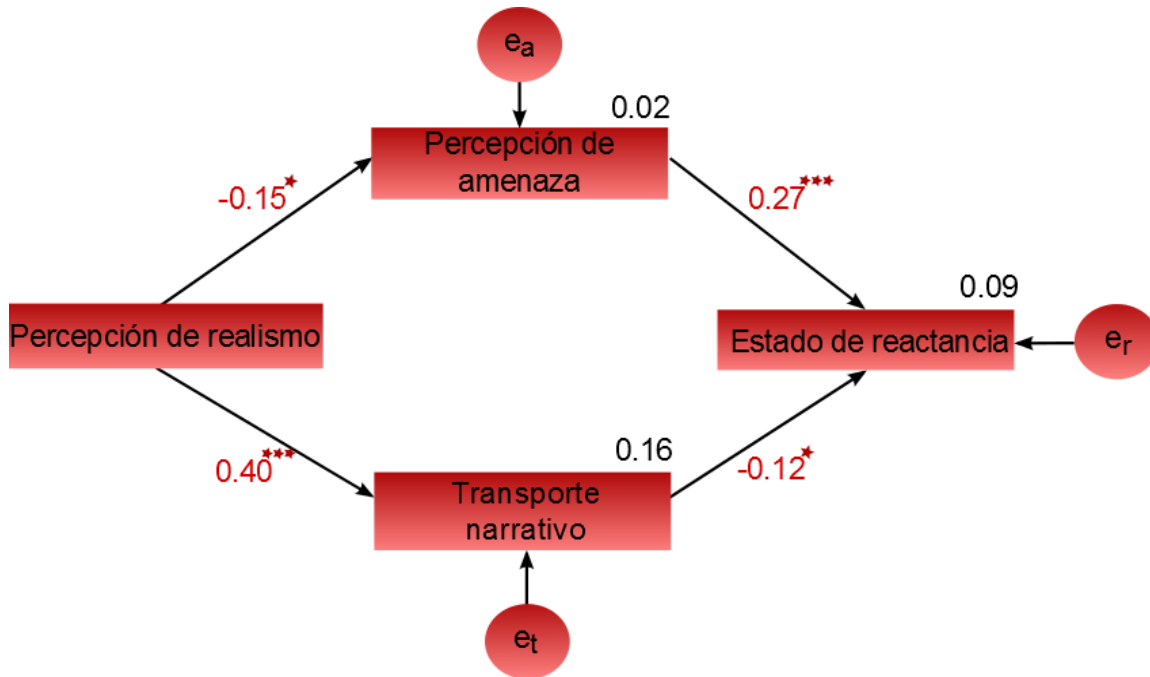 eₐ
0.02
Percepción de
amenaza
-0.15*
0.27***
0.09
Percepción de realismo
Estado de reactancia
eᵣ
0.40***
0.16
-0.12*
Transporte
narrativo
eₜ